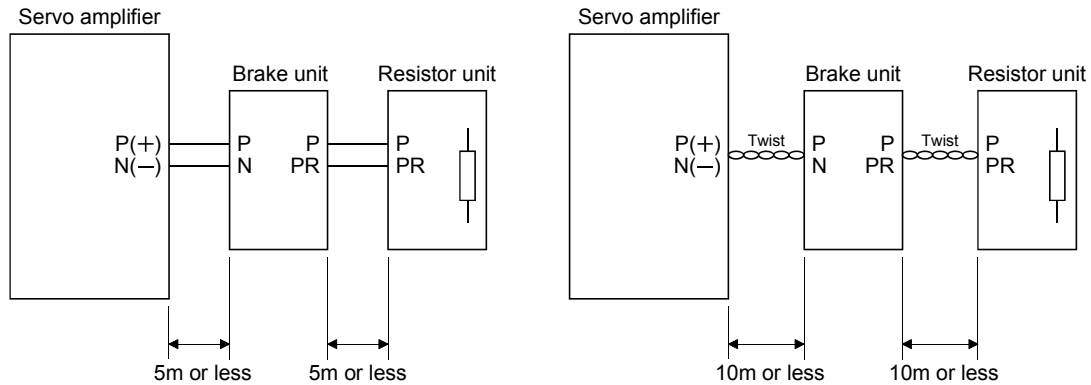 Servo amplifier
Brake unit
Resistor unit
P(+)
N(−)
P
N
P
PR
P
PR
5m or less
5m or less
Servo amplifier
Brake unit
Resistor unit
P(+)
N(−)
Twist
P
N
P
PR
Twist
P
PR
10m or less
10m or less